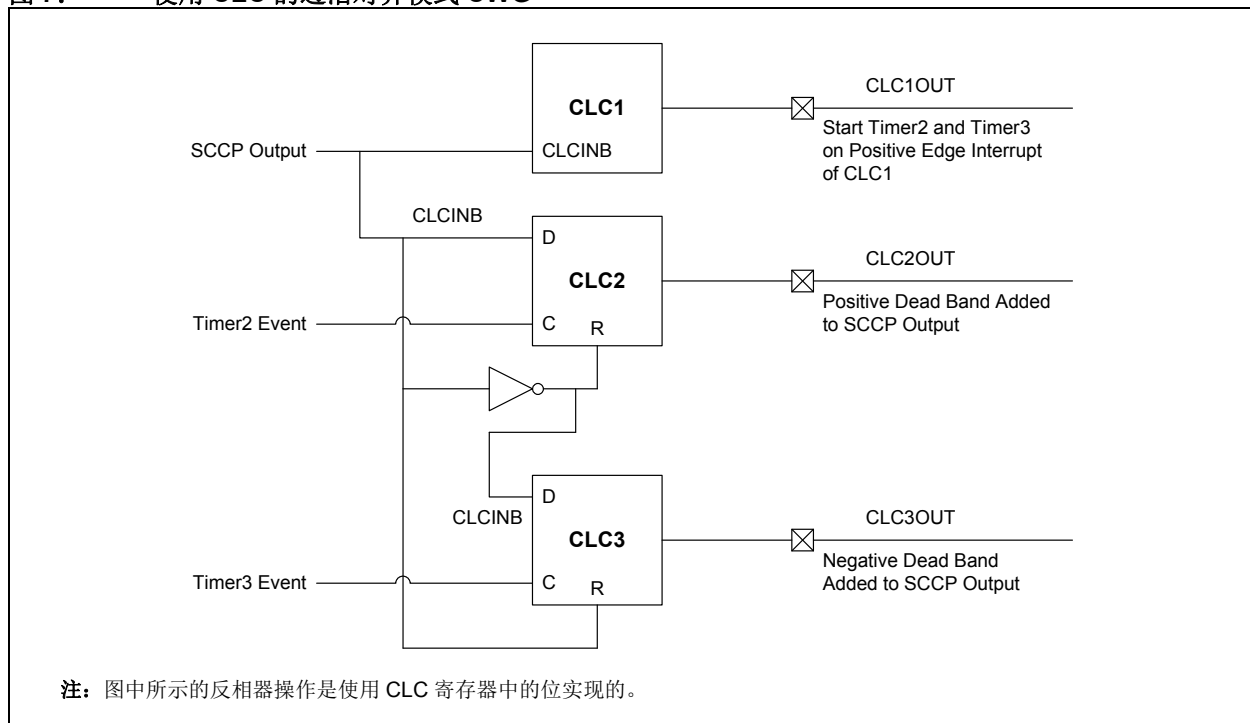 CLC1
CLCINB
SCCP Output
CLC1OUT
Start Timer2 and Timer3
on Positive Edge Interrupt
of CLC1
CLCINB
D
CLC2
C
R
Timer2 Event
CLC2OUT
Positive Dead Band Added
to SCCP Output
D
CLCINB
CLC3
C
R
Timer3 Event
CLC3OUT
Negative Dead Band
Added to SCCP Output
注：图中所示的反相器操作是使用 CLC 寄存器中的位实现的。